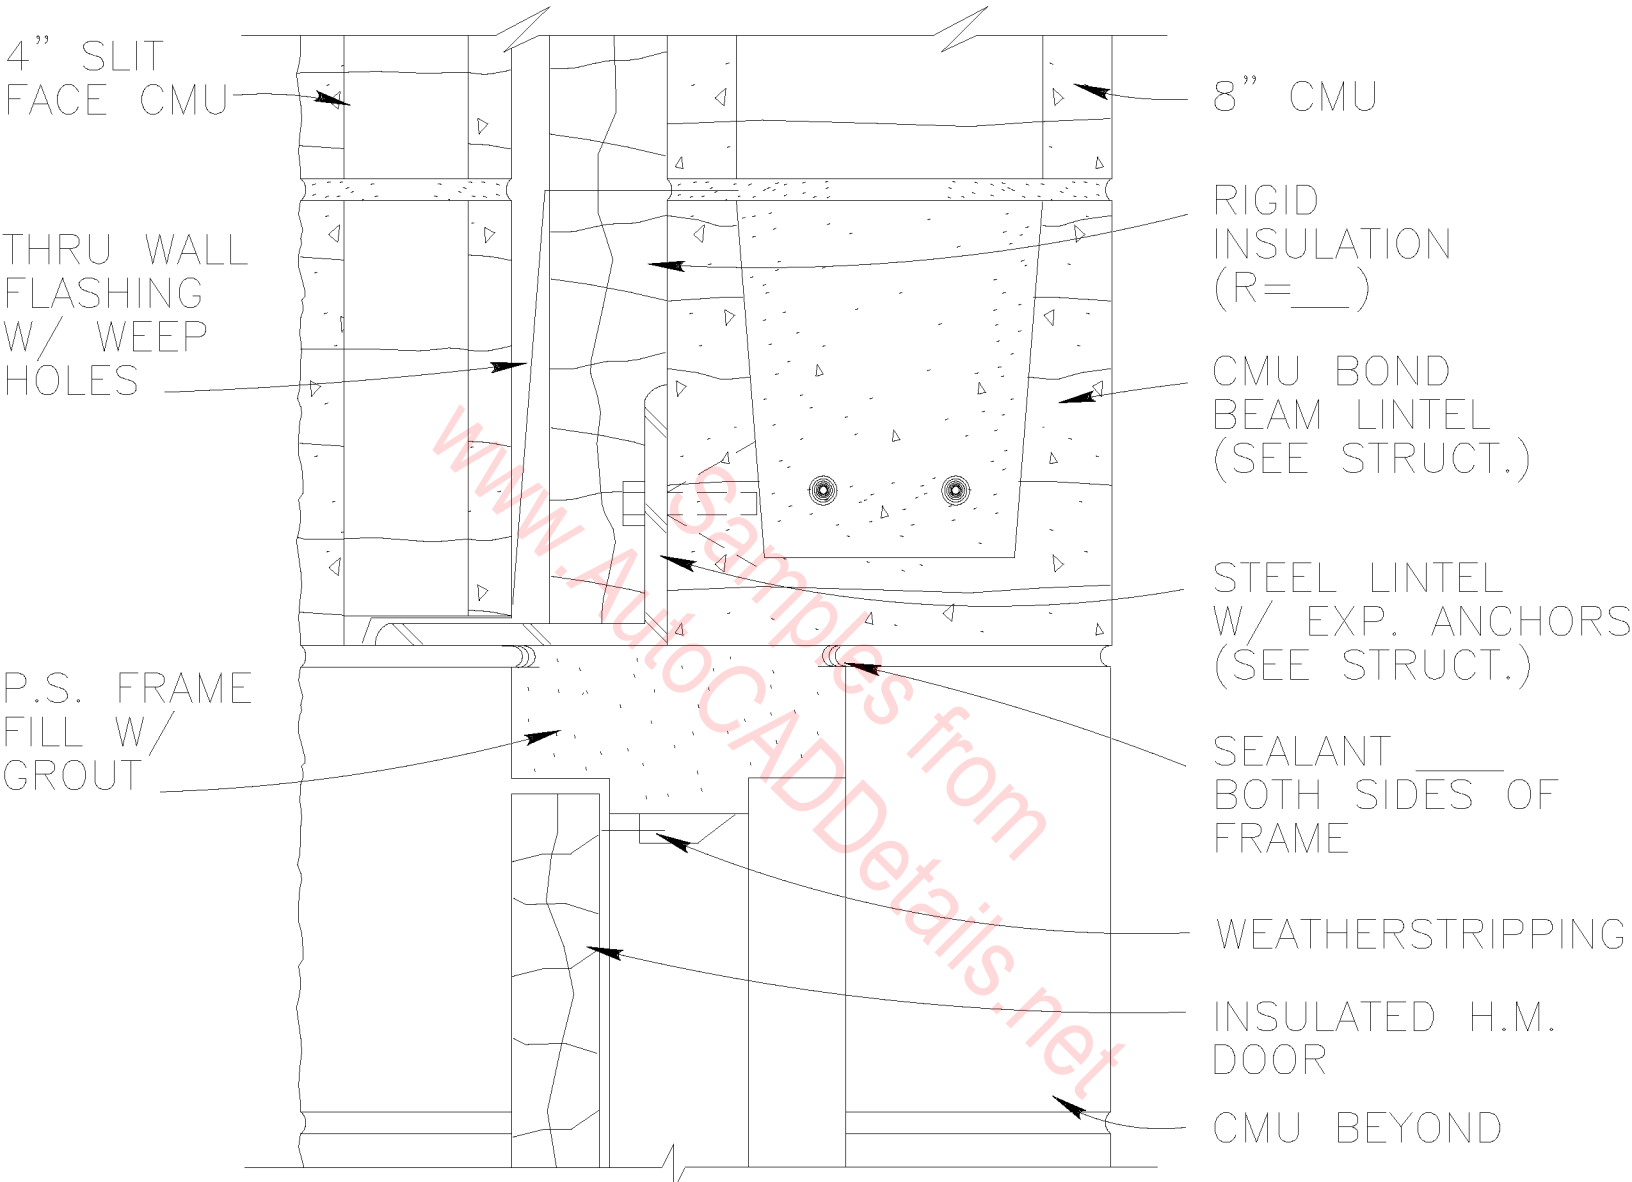 4” SLIT
FACE CMU
THRU WALL
FLASHING
W/ WEEP
HOLES
P.S. FRAME
FILL W/
GROUT
8” CMU
RIGID
INSULATION
(R=___)
CMU BOND
BEAM LINTEL
(SEE STRUCT.)
STEEL LINTEL
W/ EXP. ANCHORS
(SEE STRUCT.)
SEALANT ____
BOTH SIDES OF
FRAME
WEATHERSTRIPPING
INSULATED H.M.
DOOR
CMU BEYOND
Samples from
www.AutoCADDetails.net